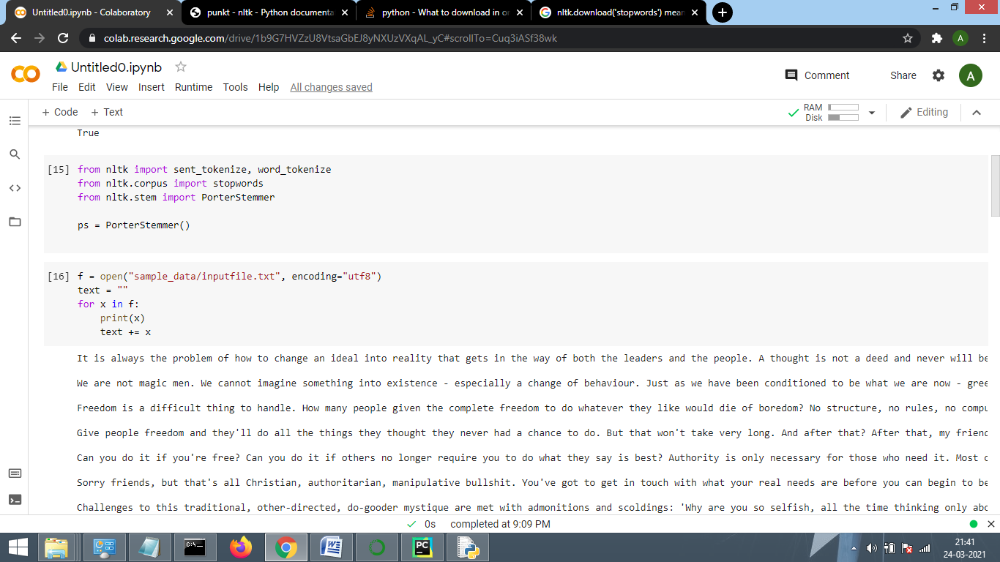 Untitled0.ipynb - Colaboratory
punkt - nltk - Python documenta
python - What to download in or
nltk.download('stopwords') mean
colab.research.google.com/drive/1b9G7HVZzU8VtsaGbEJ8yNXUzVXqAL_yC#scrollTo=Cuq3iASf38wk
A
CO
Untitled0.ipynb
Comment
Share
A
File Edit View Insert Runtime Tools Help All changes saved
+ Code + Text
RAM
Disk
Editing
True
[15] from nltk import sent_tokenize, word_tokenize
from nltk.corpus import stopwords
from nltk.stem import PorterStemmer
ps = PorterStemmer()
[16] f = open("sample_data/inputfile.txt", encoding="utf8")
text = ""
for x in f:
    print(x)
    text += x
It is always the problem of how to change an ideal into reality that gets in the way of both the leaders and the people. A thought is not a deed and never will be
We are not magic men. We cannot imagine something into existence - especially a change of behaviour. Just as we have been conditioned to be what we are now - gree
Freedom is a difficult thing to handle. How many people given the complete freedom to do whatever they like would die of boredom? No structure, no rules, no compu
Give people freedom and they'll do all the things they thought they never had a chance to do. But that won't take very long. And after that? After that, my friend
Can you do it if you're free? Can you do it if others no longer require you to do what they say is best? Authority is only necessary for those who need it. Most o
Sorry friends, but that's all Christian, authoritarian, manipulative bullshit. You've got to get in touch with what your real needs are before you can begin to be
Challenges to this traditional, other-directed, do-gooder mystique are met with admonitions and scoldings: 'Why are you so selfish, all the time thinking only abo
0s completed at 9:09 PM
C:\_
W
PC
21:41
24-03-2021